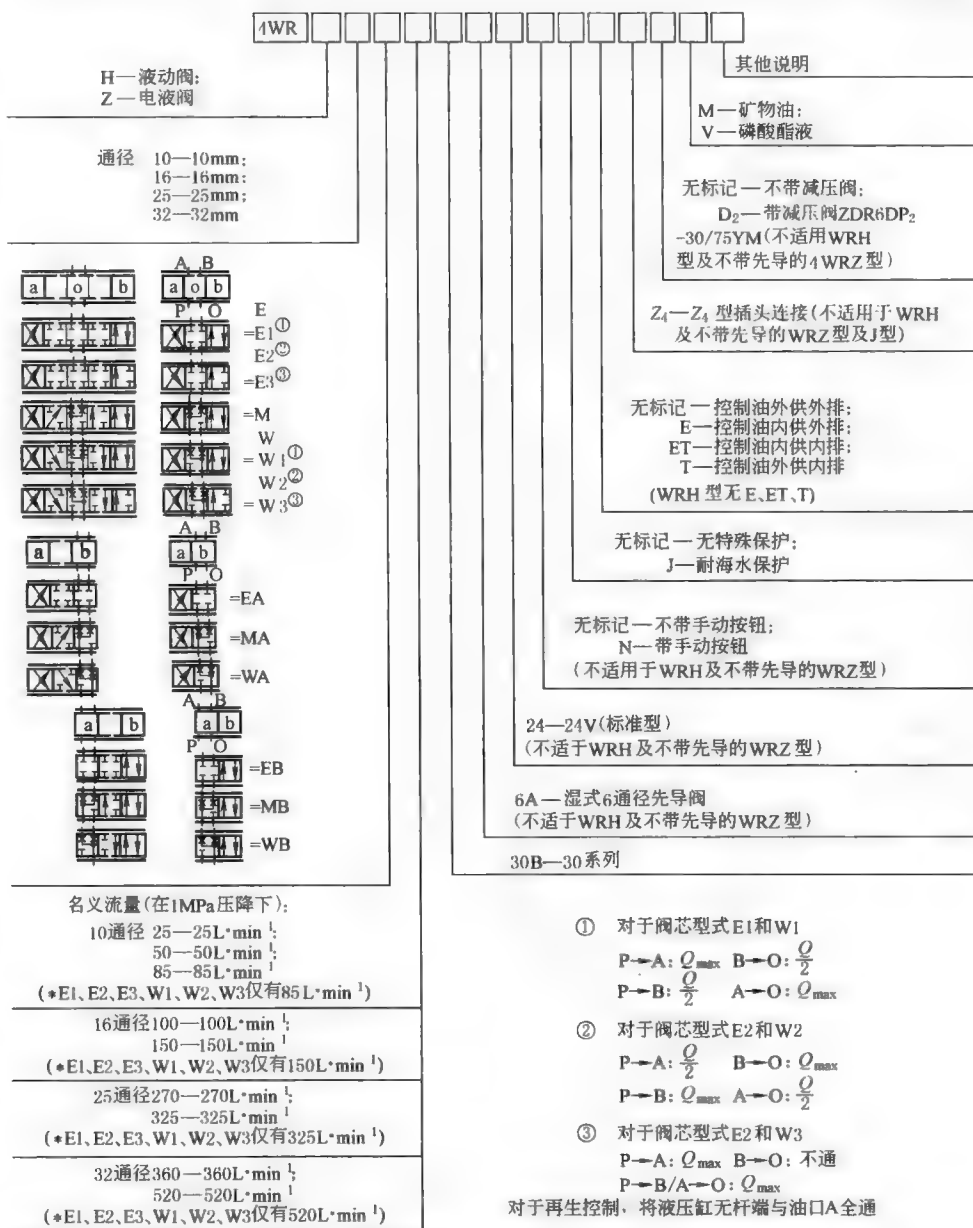 4WR
H—液动阀;
Z—电液阀
通径 10—10mm;
16—16mm;
25—25mm;
32—32mm
a o b
A B
a o b
P O
E
=E1①
E2②
=E3③
=M
W
=W1①
W2②
=W3③
a b
A B
a b
P O
=EA
=MA
=WA
a b
A B
a b
P O
=EB
=MB
=WB
名义流量(在1MPa压降下):
10通径 25—25L·min⁻¹;
50—50L·min⁻¹;
85—85L·min⁻¹
(*E1、E2、E3、W1、W2、W3仅有85L·min⁻¹)
16通径100—100L·min⁻¹;
150—150L·min⁻¹
(*E1、E2、E3、W1、W2、W3仅有150L·min⁻¹)
25通径270—270L·min⁻¹
325—325L·min⁻¹
(*E1、E2、E3、W1、W2、W3仅有325L·min⁻¹)
32通径360—360L·min⁻¹;
520—520L·min⁻¹
(*E1、E2、E3、W1、W2、W3仅有520L·min⁻¹)
其他说明
M—矿物油;
V—磷酸酯液
无标记—不带减压阀;
D₂—带减压阀ZDR6DP₂
-30/75YM(不适用WRH
型及不带先导的4WRZ型)
Z₄—Z₄型插头连接(不适用于WRH
及不带先导的WRZ型及J型)
无标记—控制油外供外排;
E—控制油内供外排;
ET—控制油内供内排;
T—控制油外供内排
(WRH型无E、ET、T)
无标记—无特殊保护;
J—耐海水保护
无标记—不带手动按钮;
N—带手动按钮
(不适用于WRH及不带先导的WRZ型)
24—24V(标准型)
(不适于WRH及不带先导的WRZ型)
6A—湿式6通径先导阀
(不适于WRH及不带先导的WRZ型)
30B—30系列
① 对于阀芯型式E1和W1
P→A: Qmax B→O: Q/2
P→B: Q/2 A→O: Qmax
② 对于阀芯型式E2和W2
P→A: Q/2 B→O: Qmax
P→B: Qmax A→O: Q/2
③ 对于阀芯型式E2和W3
P→A: Qmax B→O: 不通
P→B/A→O: Qmax
对于再生控制,将液压缸无杆端与油口A全通